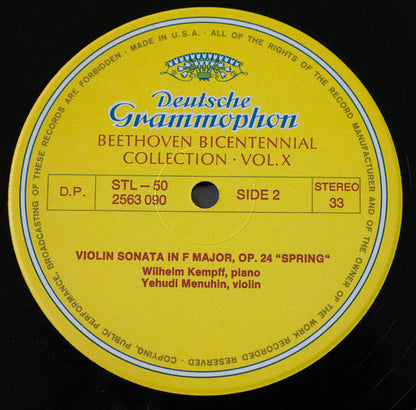 MADE IN U.S.A. · ALL OF THE RIGHTS OF THE RECORD MANUFACTURER AND OF THE OWNER OF THE WORK RECORDED RESERVED · COPYING, PUBLIC PERFORMANCE, BROADCASTING OF THESE RECORDS ARE FORBIDDEN ·
Deutsche
Grammophon
BEETHOVEN BICENTENNIAL
COLLECTION · VOL. X
D.P.
STL – 50
2563 090
SIDE 2
STEREO
33
VIOLIN SONATA IN F MAJOR, OP. 24 "SPRING"
Wilhelm Kempff, piano
Yehudi Menuhin, violin